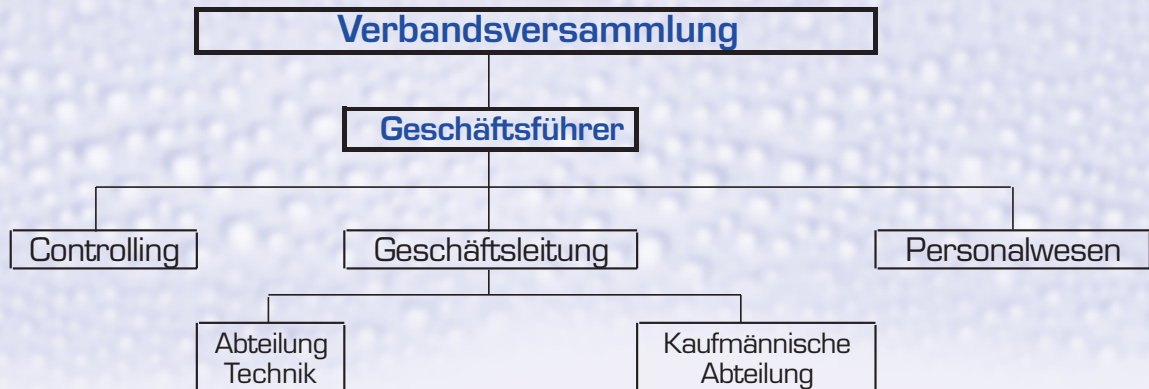 Verbandsversammlung
Geschäftsführer
Controlling
Geschäftsleitung
Personalwesen
Abteilung
Technik
Kaufmännische
Abteilung